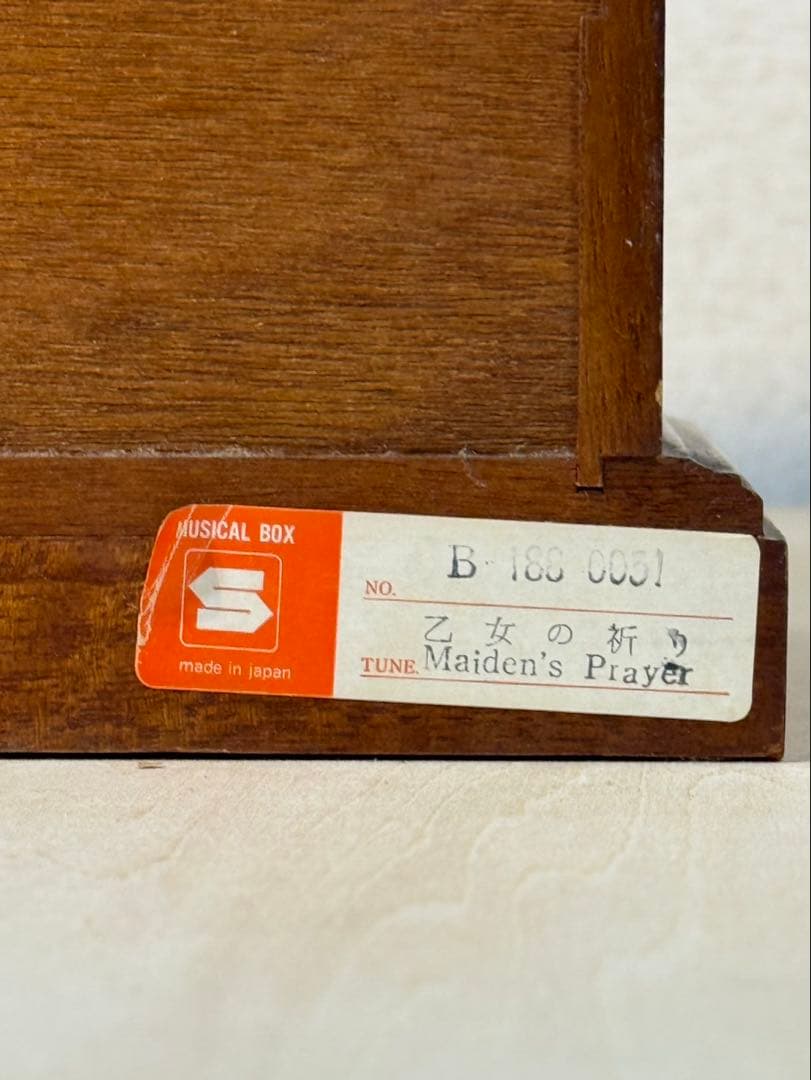 MUSICAL BOX
made in japan
NO. B-188 0051
乙女の祈り
TUNE. Maiden's Prayer